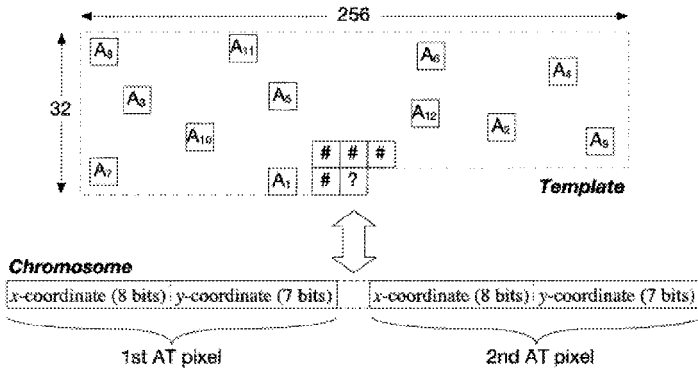 256
A₈ A₁₁ A₆ A₄
32 A₃ A₅ A₁₂ A₂ A₉
A₁₀
# # #
A₇ A₁ # ?
Template
Chromosome
x-coordinate (8 bits) y-coordinate (7 bits) x-coordinate (8 bits) y-coordinate (7 bits)
1st AT pixel 2nd AT pixel